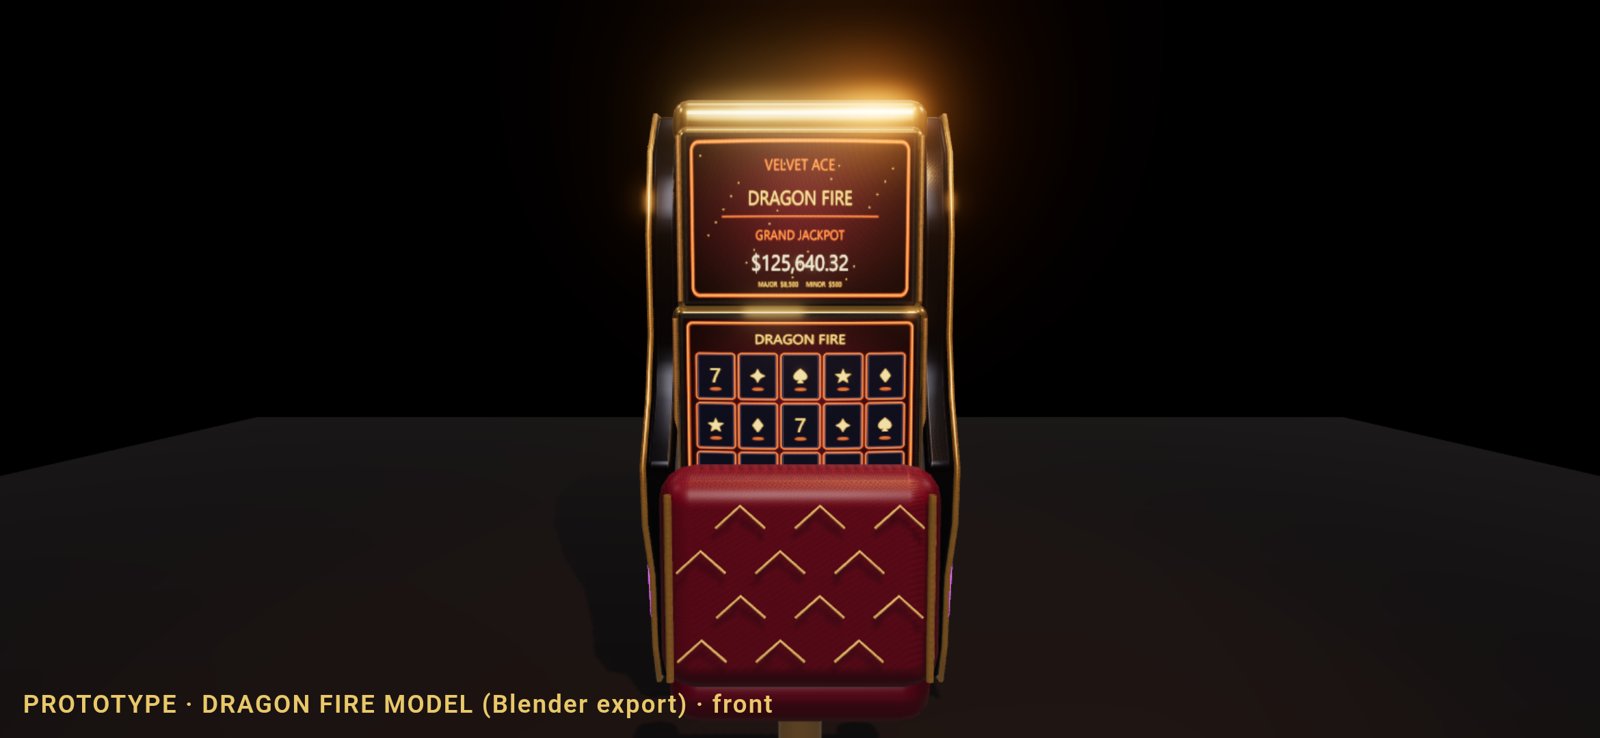 VELVET ACE
DRAGON FIRE
GRAND JACKPOT
$125,640.32
MAJOR $8,500 MINOR $500
DRAGON FIRE
7
7
PROTOTYPE · DRAGON FIRE MODEL (Blender export) · front